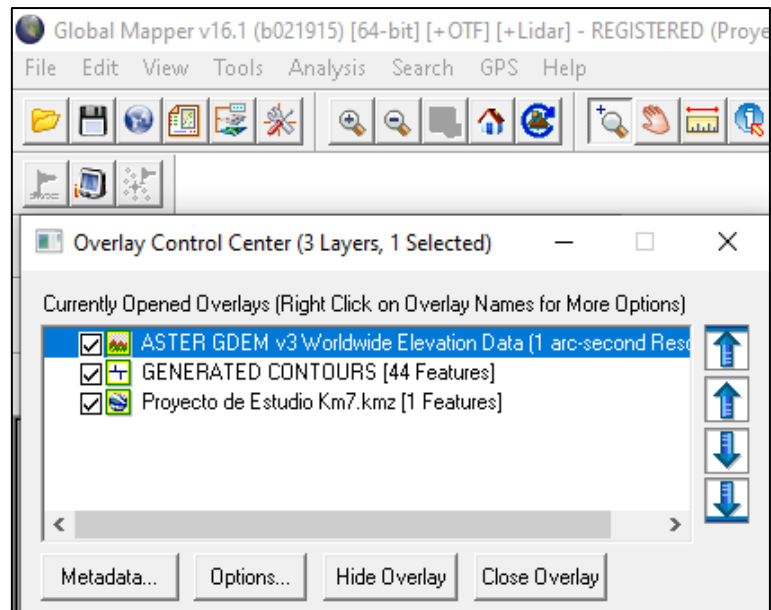 Global Mapper v16.1 (b021915) [64-bit] [+OTF] [+Lidar] - REGISTERED (Proye
File Edit View Tools Analysis Search GPS Help
Overlay Control Center (3 Layers, 1 Selected)
Currently Opened Overlays (Right Click on Overlay Names for More Options)
ASTER GDEM v3 Worldwide Elevation Data (1 arc-second Reso
GENERATED CONTOURS [44 Features]
Proyecto de Estudio Km7.kmz [1 Features]
Metadata... Options... Hide Overlay Close Overlay